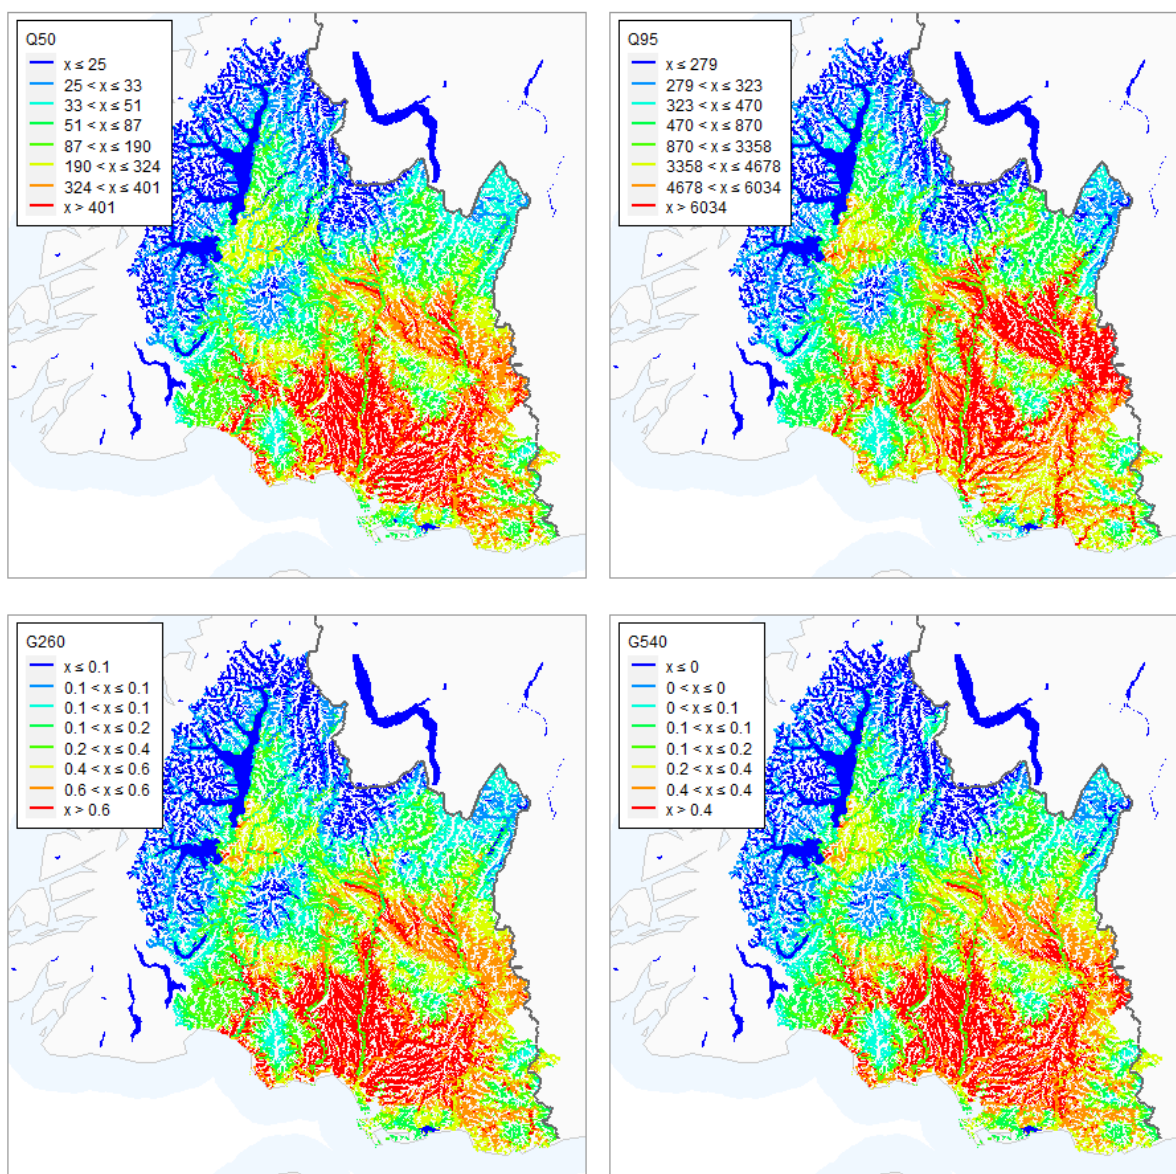 Q50
x ≤ 25
25 < x ≤ 33
33 < x ≤ 51
51 < x ≤ 87
87 < x ≤ 190
190 < x ≤ 324
324 < x ≤ 401
x > 401
Q95
x ≤ 279
279 < x ≤ 323
323 < x ≤ 470
470 < x ≤ 870
870 < x ≤ 3358
3358 < x ≤ 4678
4678 < x ≤ 6034
x > 6034
G260
x ≤ 0.1
0.1 < x ≤ 0.1
0.1 < x ≤ 0.1
0.1 < x ≤ 0.2
0.2 < x ≤ 0.4
0.4 < x ≤ 0.6
0.6 < x ≤ 0.6
x > 0.6
G540
x ≤ 0
0 < x ≤ 0
0 < x ≤ 0.1
0.1 < x ≤ 0.1
0.1 < x ≤ 0.2
0.2 < x ≤ 0.4
0.4 < x ≤ 0.4
x > 0.4